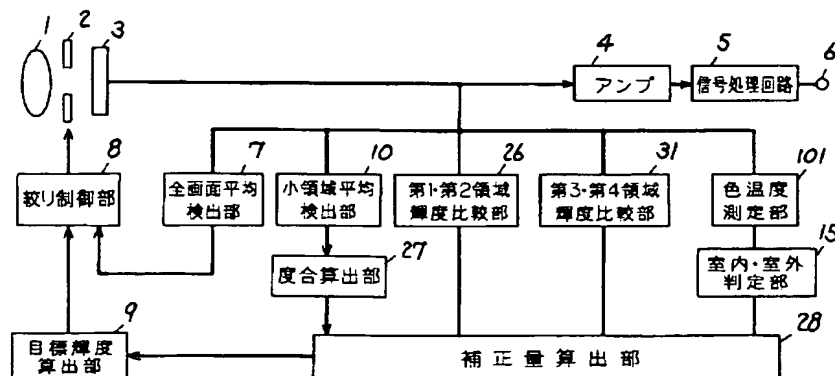 1
2
3
4
5
6
アンプ
信号処理回路
8
7
10
26
31
101
絞り制御部
全画面平均
検出部
小領域平均
検出部
第1・第2領域
輝度比較部
第3・第4領域
輝度比較部
色温度
測定部
27
15
度合算出部
室内・室外
判定部
9
28
目標輝度
算出部
補正量算出部